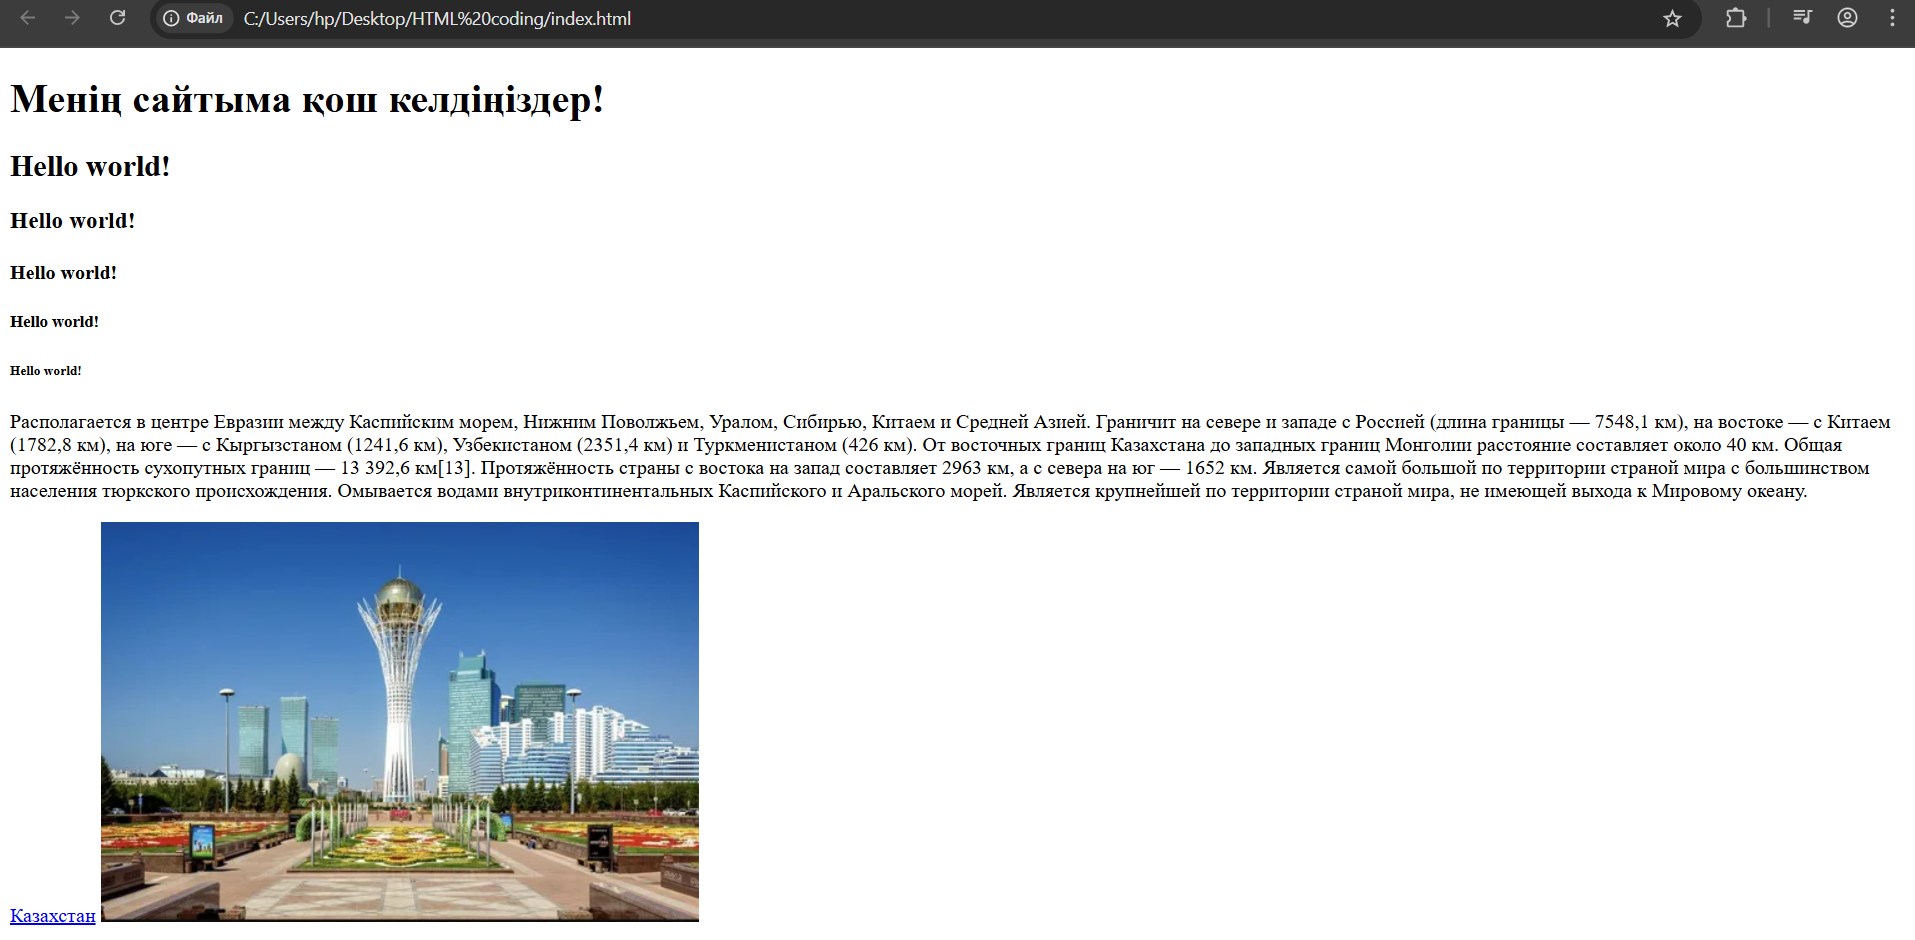 Файл C:/Users/hp/Desktop/HTML%20coding/index.html
Менің сайтыма қош келдіңіздер!
Hello world!
Hello world!
Hello world!
Hello world!
Hello world!
Располагается в центре Евразии между Каспийским морем, Нижним Поволжьем, Уралом, Сибирью, Китаем и Средней Азией. Граничит на севере и западе с Россией (длина границы — 7548,1 км), на востоке — с Китаем
(1782,8 км), на юге — с Кыргызстаном (1241,6 км), Узбекистаном (2351,4 км) и Туркменистаном (426 км). От восточных границ Казахстана до западных границ Монголии расстояние составляет около 40 км. Общая
протяжённость сухопутных границ — 13 392,6 км[13]. Протяжённость страны с востока на запад составляет 2963 км, а с севера на юг — 1652 км. Является самой большой по территории страной мира с большинством
населения тюркского происхождения. Омывается водами внутриконтинентальных Каспийского и Аральского морей. Является крупнейшей по территории страной мира, не имеющей выхода к Мировому океану.
Казахстан